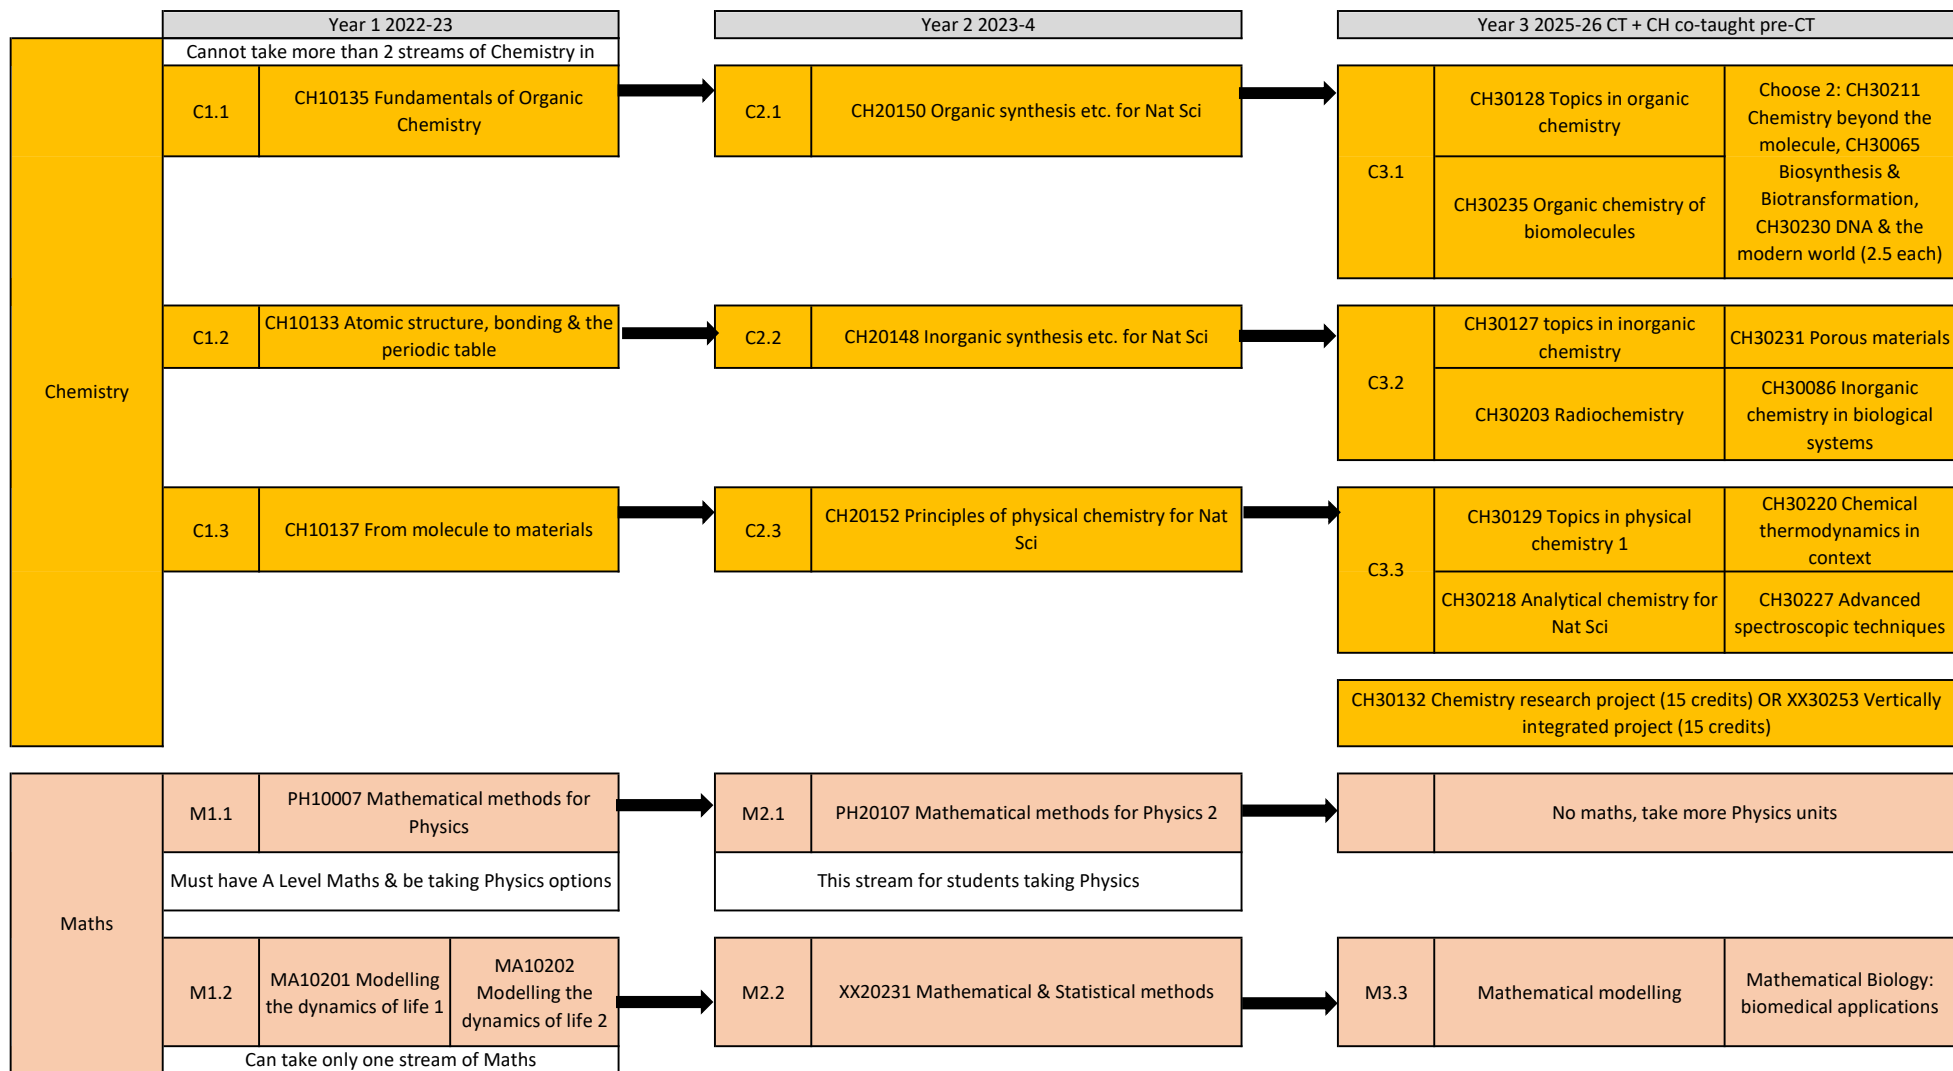 Year 1 2022-23
Year 2 2023-4
Year 3 2025-26 CT + CH co-taught pre-CT
Chemistry
Cannot take more than 2 streams of Chemistry in
C1.1
CH10135 Fundamentals of Organic
Chemistry
C2.1
CH20150 Organic synthesis etc. for Nat Sci
C3.1
CH30128 Topics in organic
chemistry
CH30235 Organic chemistry of
biomolecules
Choose 2: CH30211
Chemistry beyond the
molecule, CH30065
Biosynthesis &
Biotransformation,
CH30230 DNA & the
modern world (2.5 each)
C1.2
CH10133 Atomic structure, bonding & the
periodic table
C2.2
CH20148 Inorganic synthesis etc. for Nat Sci
C3.2
CH30127 topics in inorganic
chemistry
CH30231 Porous materials
CH30203 Radiochemistry
CH30086 Inorganic
chemistry in biological
systems
C1.3
CH10137 From molecule to materials
C2.3
CH20152 Principles of physical chemistry for Nat
Sci
C3.3
CH30129 Topics in physical
chemistry 1
CH30220 Chemical
thermodynamics in
context
CH30218 Analytical chemistry for
Nat Sci
CH30227 Advanced
spectroscopic techniques
CH30132 Chemistry research project (15 credits) OR XX30253 Vertically
integrated project (15 credits)
Maths
M1.1
PH10007 Mathematical methods for
Physics
M2.1
PH20107 Mathematical methods for Physics 2
No maths, take more Physics units
Must have A Level Maths & be taking Physics options
This stream for students taking Physics
M1.2
MA10201 Modelling
the dynamics of life 1
MA10202
Modelling the
dynamics of life 2
M2.2
XX20231 Mathematical & Statistical methods
M3.3
Mathematical modelling
Mathematical Biology:
biomedical applications
Can take only one stream of Maths